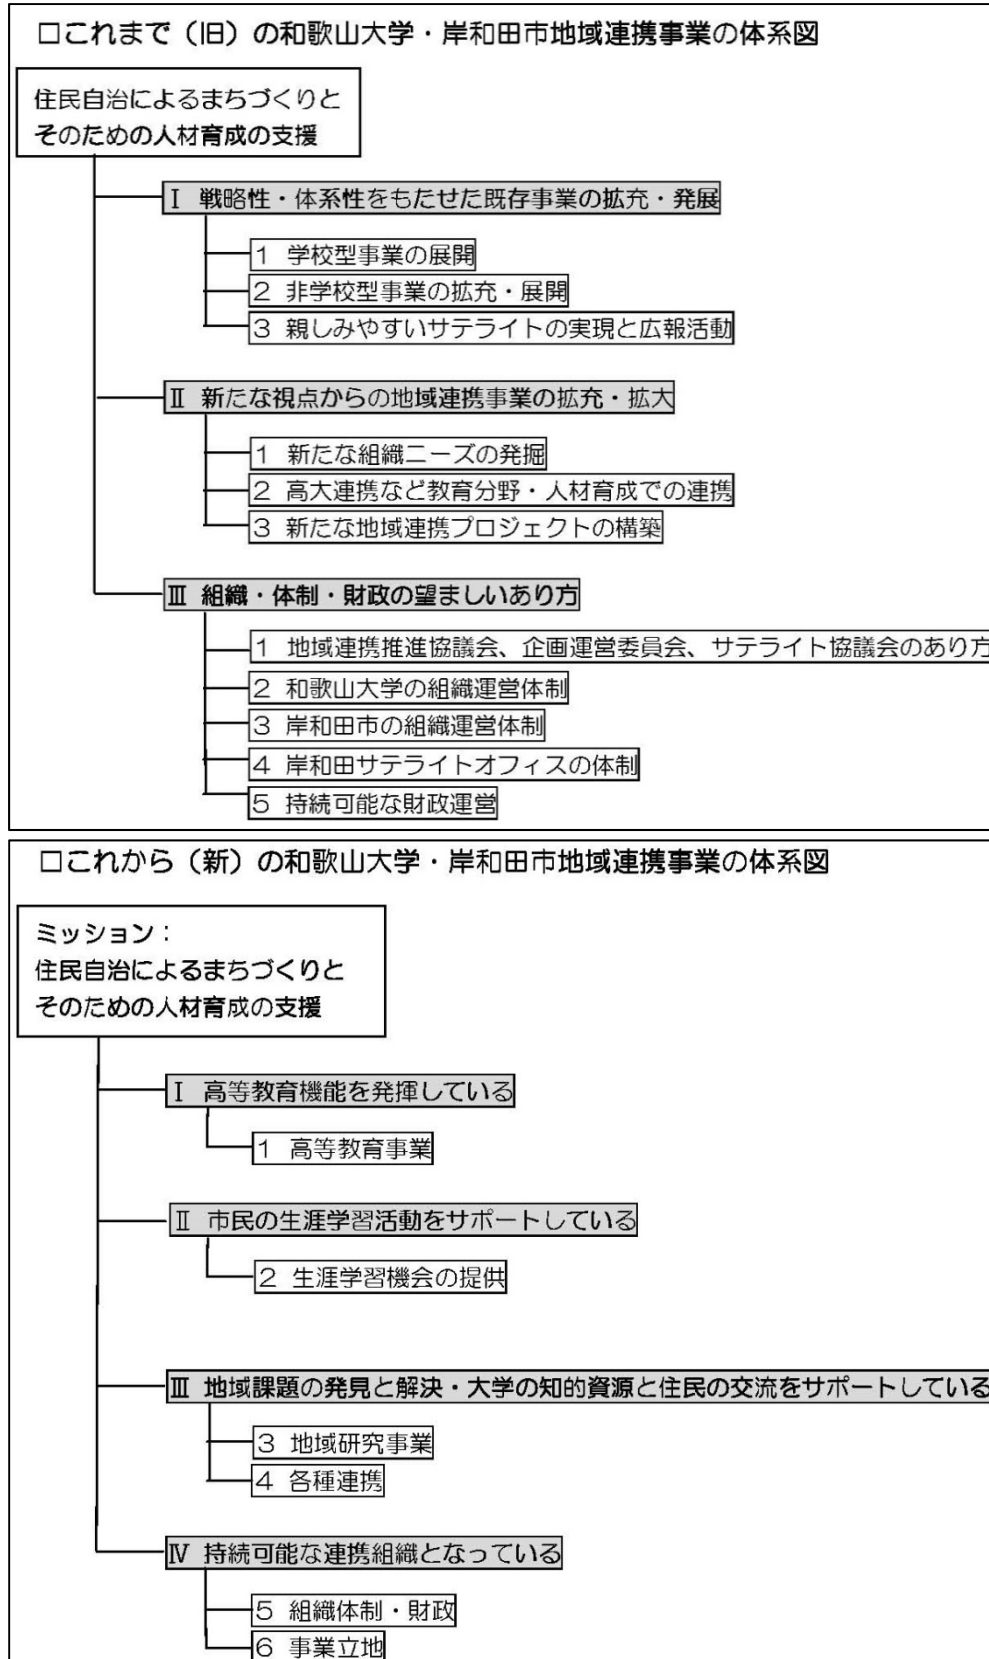 □これまで（旧）の和歌山大学・岸和田市地域連携事業の体系図
住民自治によるまちづくりと
そのための人材育成の支援
Ⅰ 戦略性・体系性をもたせた既存事業の拡充・発展
1 学校型事業の展開
2 非学校型事業の拡充・展開
3 親しみやすいサテライトの実現と広報活動
Ⅱ 新たな視点からの地域連携事業の拡充・拡大
1 新たな組織ニーズの発掘
2 高大連携など教育分野・人材育成での連携
3 新たな地域連携プロジェクトの構築
Ⅲ 組織・体制・財政の望ましいあり方
1 地域連携推進協議会、企画運営委員会、サテライト協議会のあり方
2 和歌山大学の組織運営体制
3 岸和田市の組織運営体制
4 岸和田サテライトオフィスの体制
5 持続可能な財政運営
□これから（新）の和歌山大学・岸和田市地域連携事業の体系図
ミッション：
住民自治によるまちづくりと
そのための人材育成の支援
Ⅰ 高等教育機能を発揮している
1 高等教育事業
Ⅱ 市民の生涯学習活動をサポートしている
2 生涯学習機会の提供
Ⅲ 地域課題の発見と解決・大学の知的資源と住民の交流をサポートしている
3 地域研究事業
4 各種連携
Ⅳ 持続可能な連携組織となっている
5 組織体制・財政
6 事業立地